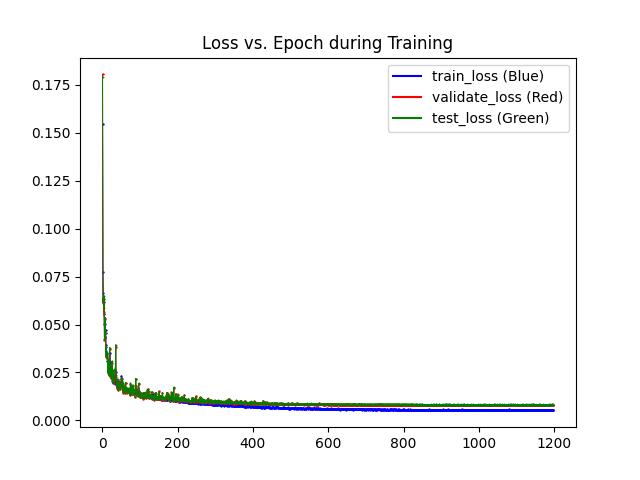 Loss vs. Epoch during Training
train_loss (Blue)
validate_loss (Red)
test_loss (Green)
0.175
0.150
0.125
0.100
0.075
0.050
0.025
0.000
0 200 400 600 800 1000 1200